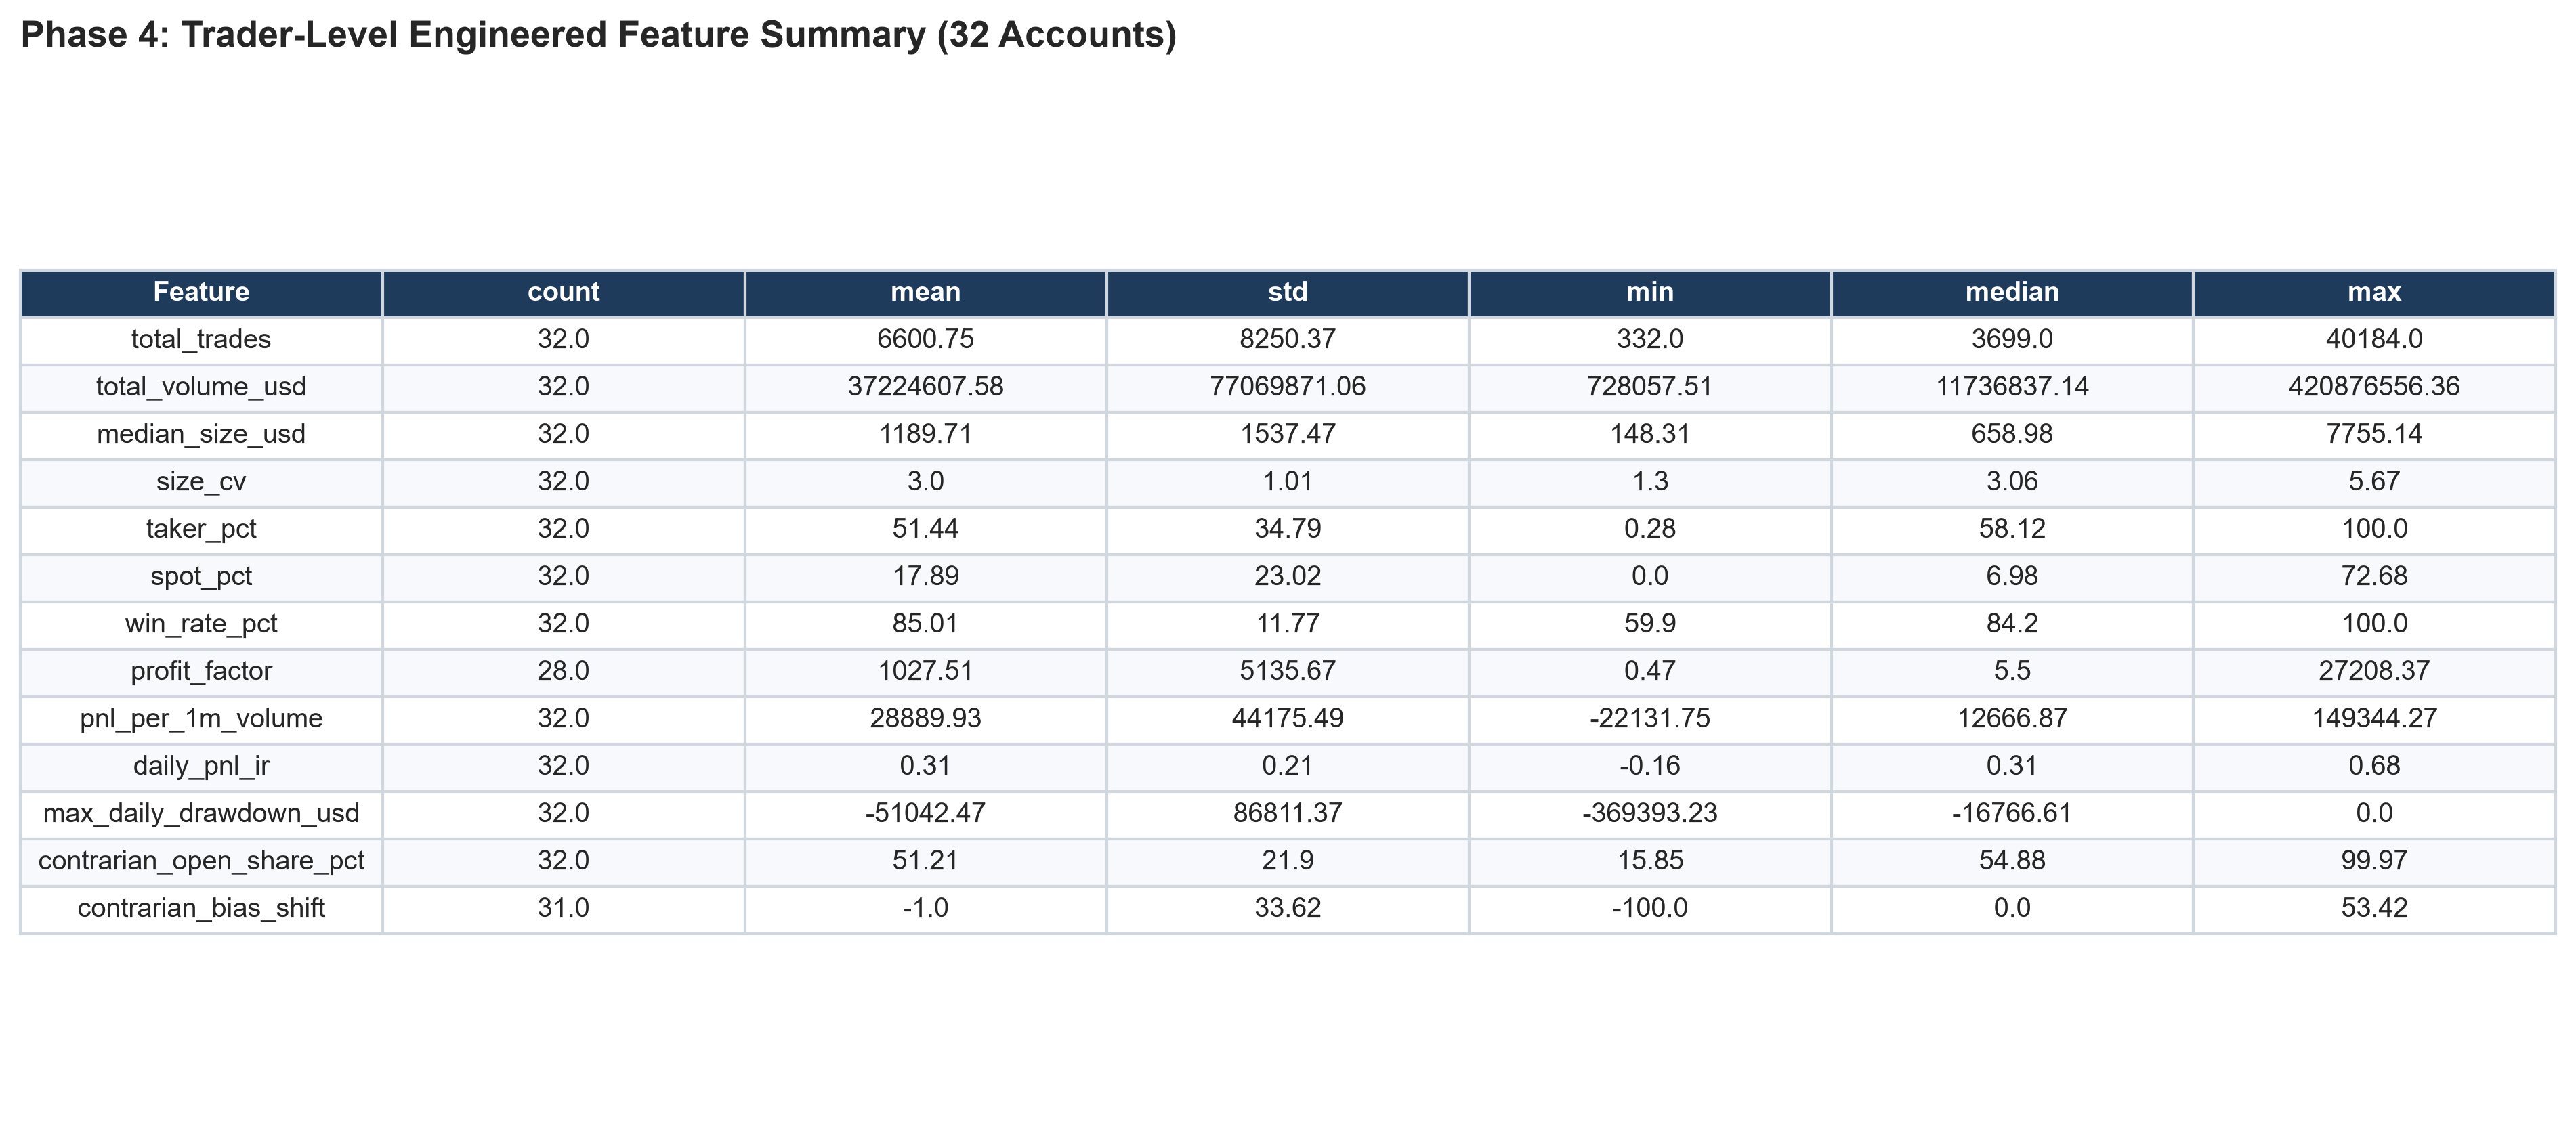 Phase 4: Trader-Level Engineered Feature Summary (32 Accounts)
Feature count mean std min median max
total_trades 32.0 6600.75 8250.37 332.0 3699.0 40184.0
total_volume_usd 32.0 37224607.58 77069871.06 728057.51 11736837.14 420876556.36
median_size_usd 32.0 1189.71 1537.47 148.31 658.98 7755.14
size_cv 32.0 3.0 1.01 1.3 3.06 5.67
taker_pct 32.0 51.44 34.79 0.28 58.12 100.0
spot_pct 32.0 17.89 23.02 0.0 6.98 72.68
win_rate_pct 32.0 85.01 11.77 59.9 84.2 100.0
profit_factor 28.0 1027.51 5135.67 0.47 5.5 27208.37
pnl_per_1m_volume 32.0 28889.93 44175.49 -22131.75 12666.87 149344.27
daily_pnl_ir 32.0 0.31 0.21 -0.16 0.31 0.68
max_daily_drawdown_usd 32.0 -51042.47 86811.37 -369393.23 -16766.61 0.0
contrarian_open_share_pct 32.0 51.21 21.9 15.85 54.88 99.97
contrarian_bias_shift 31.0 -1.0 33.62 -100.0 0.0 53.42